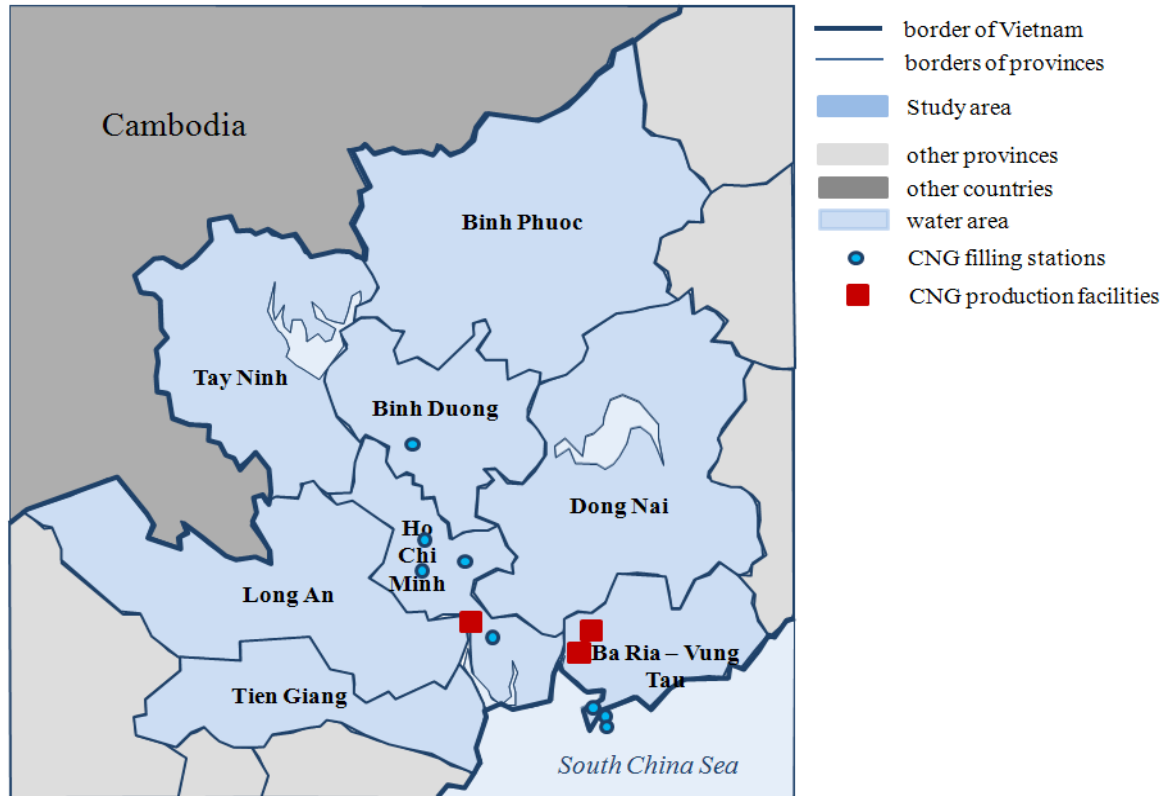 Cambodia
Binh Phuoc
Tay Ninh
Binh Duong
Dong Nai
Ho
Chi
Minh
Long An
Ba Ria – Vung
Tau
Tien Giang
South China Sea
border of Vietnam
borders of provinces
Study area
other provinces
other countries
water area
CNG filling stations
CNG production facilities